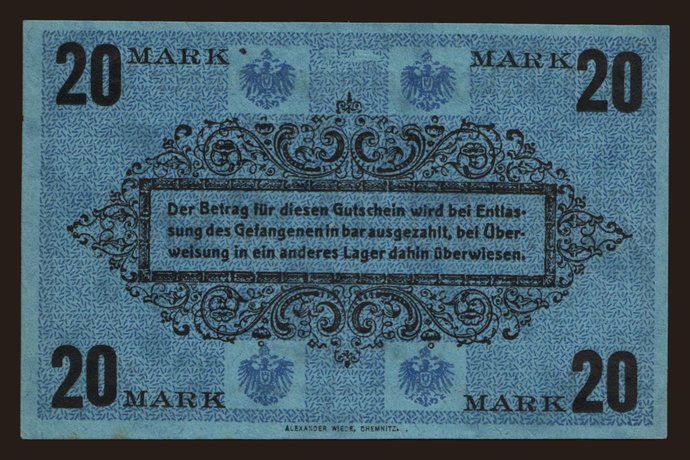 20 MARK MARK 20
Der Betrag für diesen Gutschein wird bei Entlas-
sung des Gefangenen in bar ausgezahlt, bei Über-
weisung in ein anderes Lager dahin überwiesen.
20 MARK MARK 20
ALEXANDER WIEDE, CHEMNITZ.